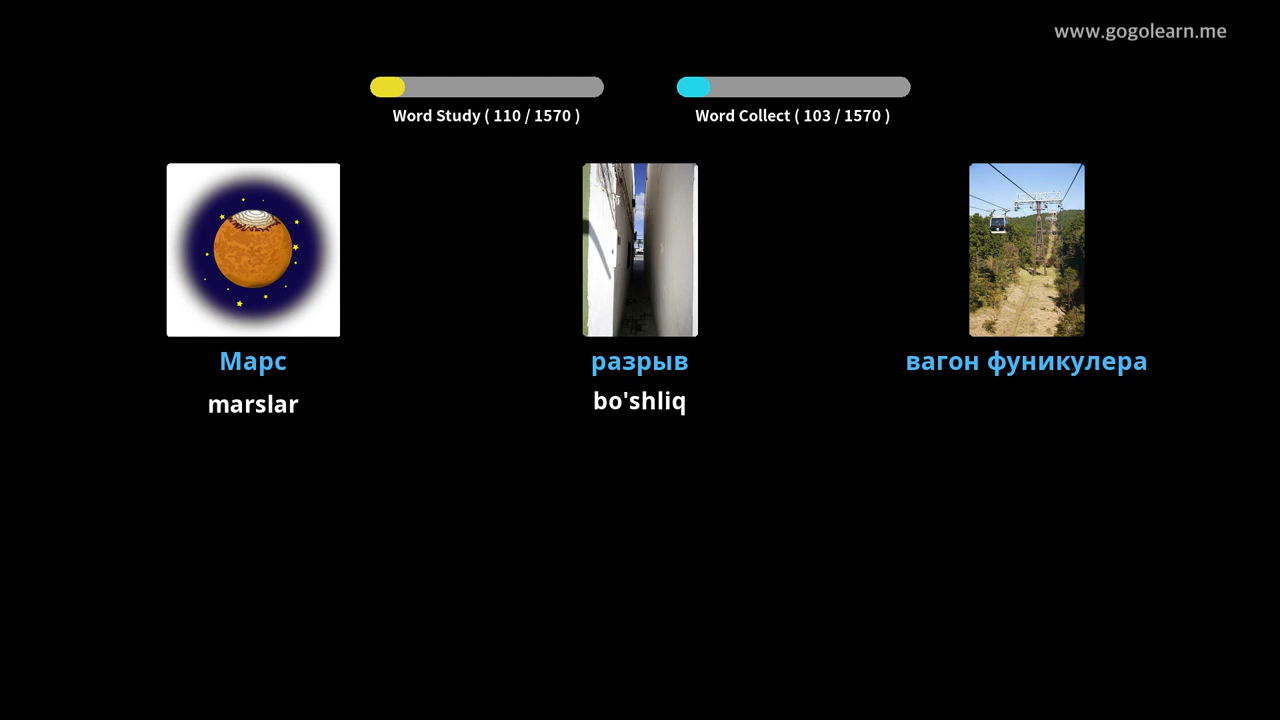 www.gogolearn.me
Word Study ( 110 / 1570 )
Word Collect ( 103 / 1570 )
Марс
разрыв
вагон фуникулера
marslar
bo'shliq